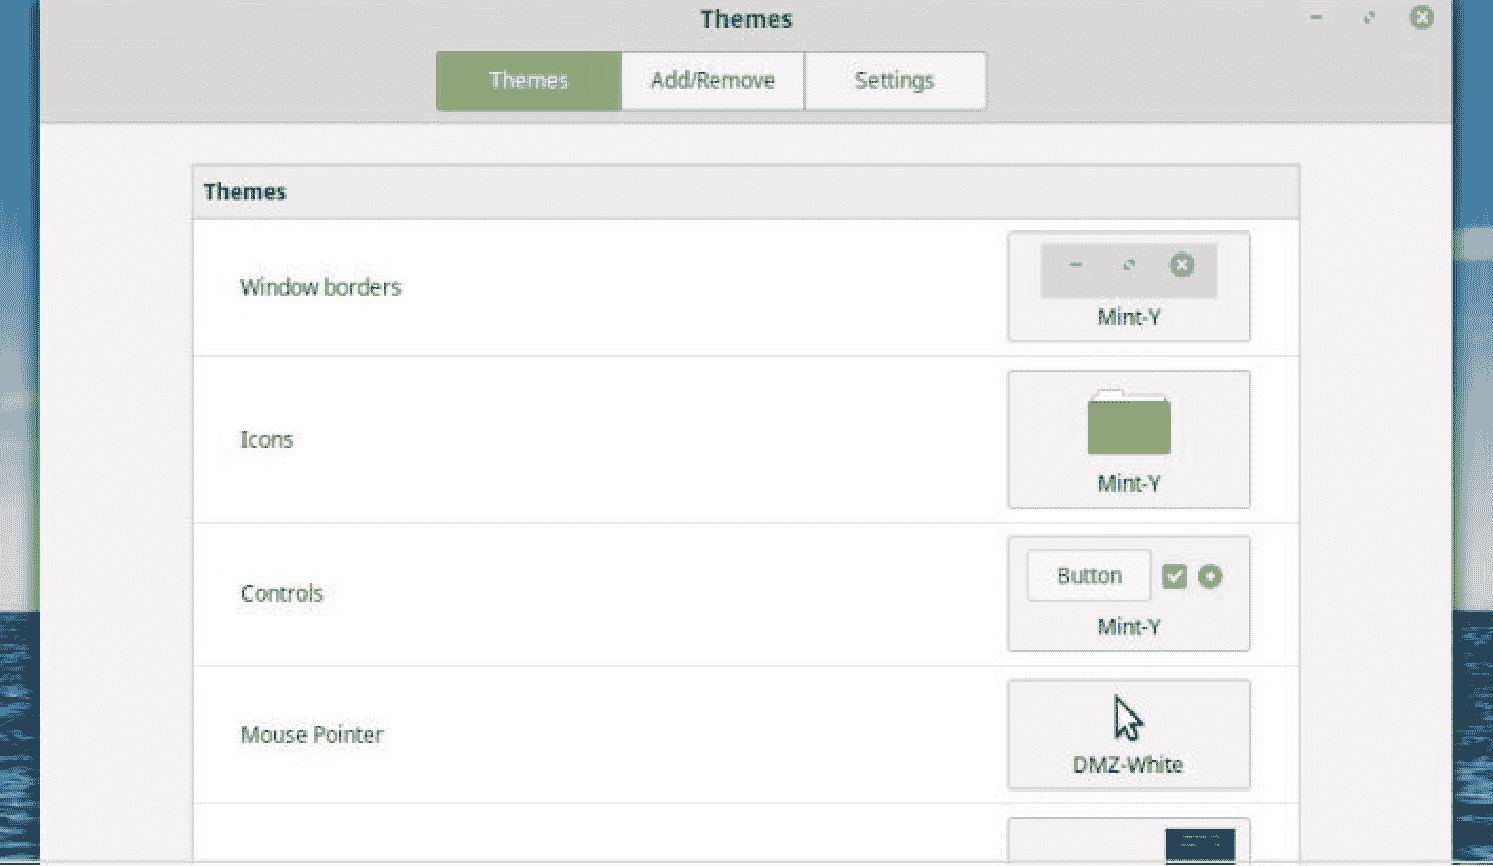 Themes
Themes
Add/Remove
Settings
Themes
Window borders
Mint-Y
Icons
Mint-Y
Button
Controls
Mint-Y
Mouse Pointer
DMZ-White